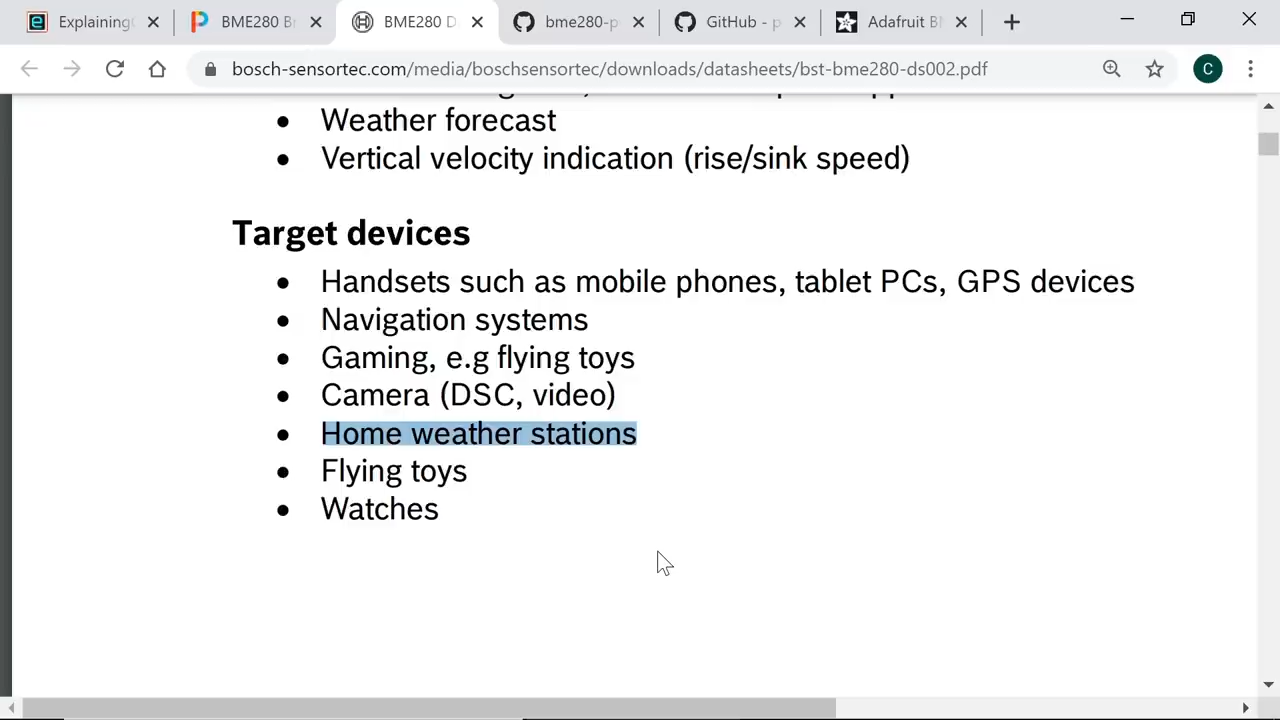 Explaining
BME280 B
BME280 D
bme280-p
GitHub - p
Adafruit B
bosch-sensortec.com/media/boschsensortec/downloads/datasheets/bst-bme280-ds002.pdf
C
• Weather forecast
• Vertical velocity indication (rise/sink speed)
Target devices
• Handsets such as mobile phones, tablet PCs, GPS devices
• Navigation systems
• Gaming, e.g flying toys
• Camera (DSC, video)
• Home weather stations
• Flying toys
• Watches